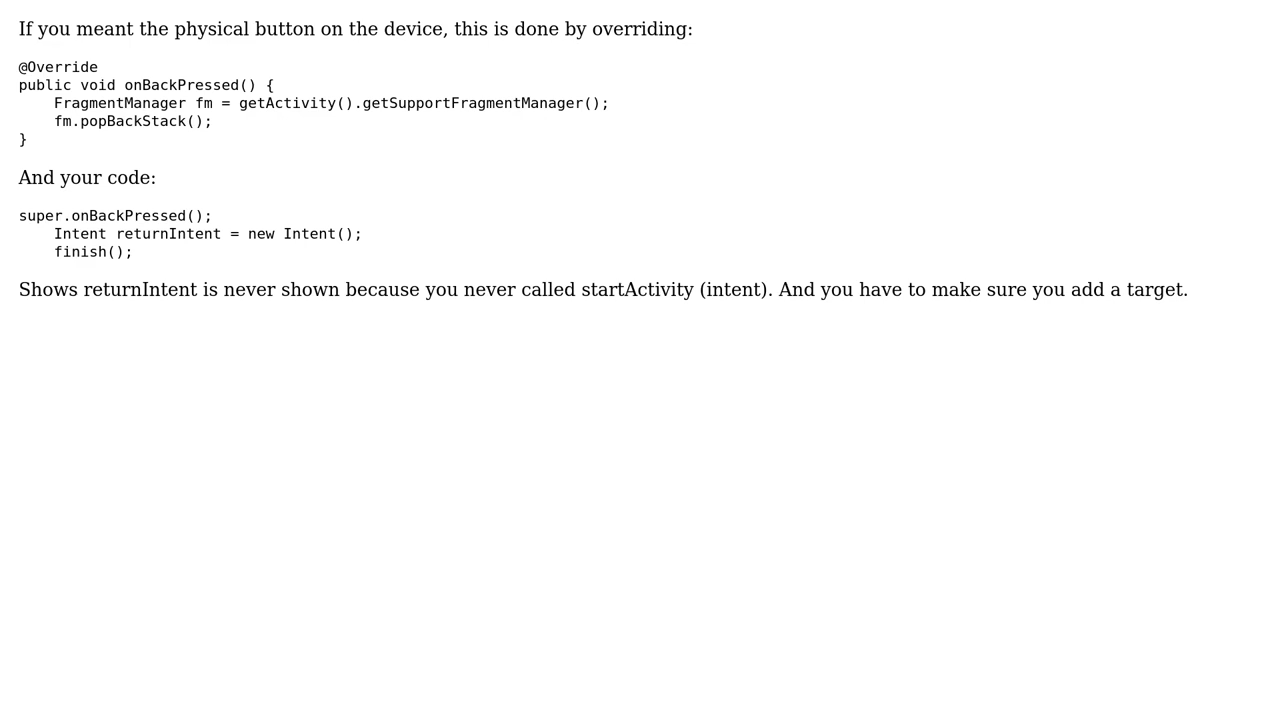 If you meant the physical button on the device, this is done by overriding:
@Override
public void onBackPressed() {
    FragmentManager fm = getActivity().getSupportFragmentManager();
    fm.popBackStack();
}
And your code:
super.onBackPressed();
    Intent returnIntent = new Intent();
    finish();
Shows returnIntent is never shown because you never called startActivity (intent). And you have to make sure you add a target.